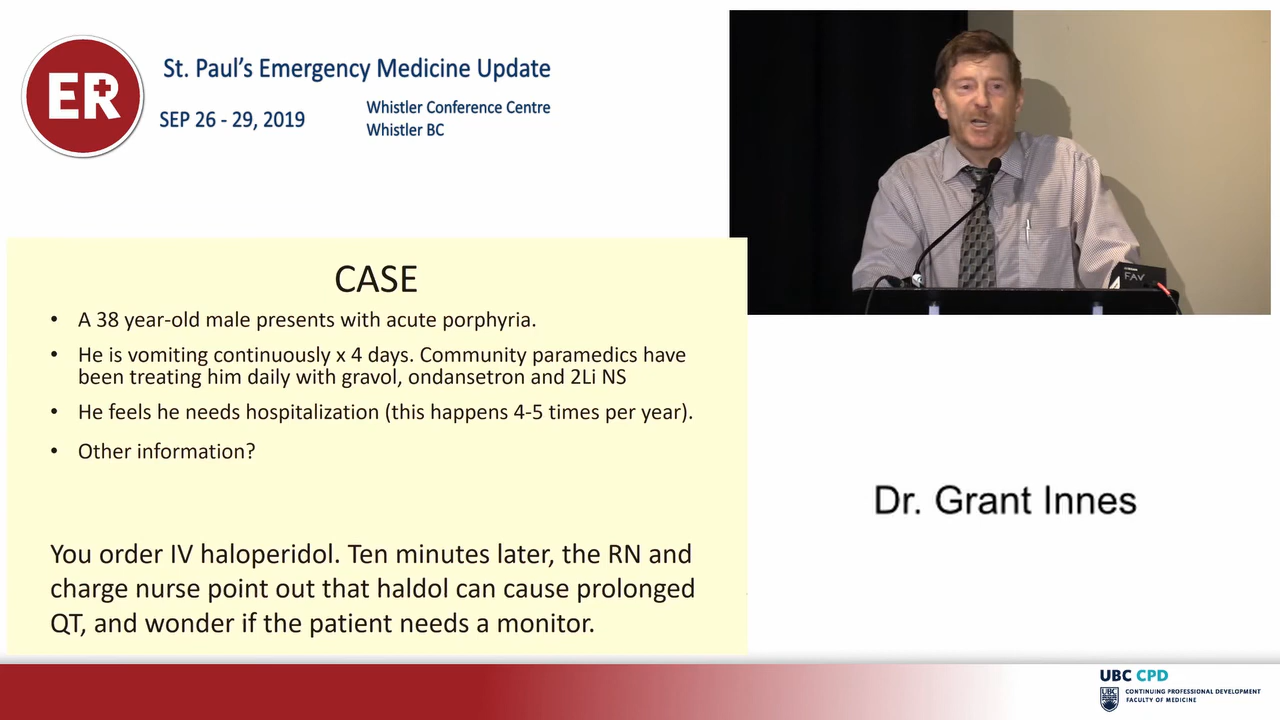 ER
St. Paul's Emergency Medicine Update
SEP 26 - 29, 2019
Whistler Conference Centre
Whistler BC
CASE
• A 38 year-old male presents with acute porphyria.
• He is vomiting continuously x 4 days. Community paramedics have
been treating him daily with gravol, ondansetron and 2Li NS
• He feels he needs hospitalization (this happens 4-5 times per year).
• Other information?
You order IV haloperidol. Ten minutes later, the RN and
charge nurse point out that haldol can cause prolonged
QT, and wonder if the patient needs a monitor.
FAV
Dr. Grant Innes
UBC CPD
UBC
CONTINUING PROFESSIONAL DEVELOPMENT
FACULTY OF MEDICINE